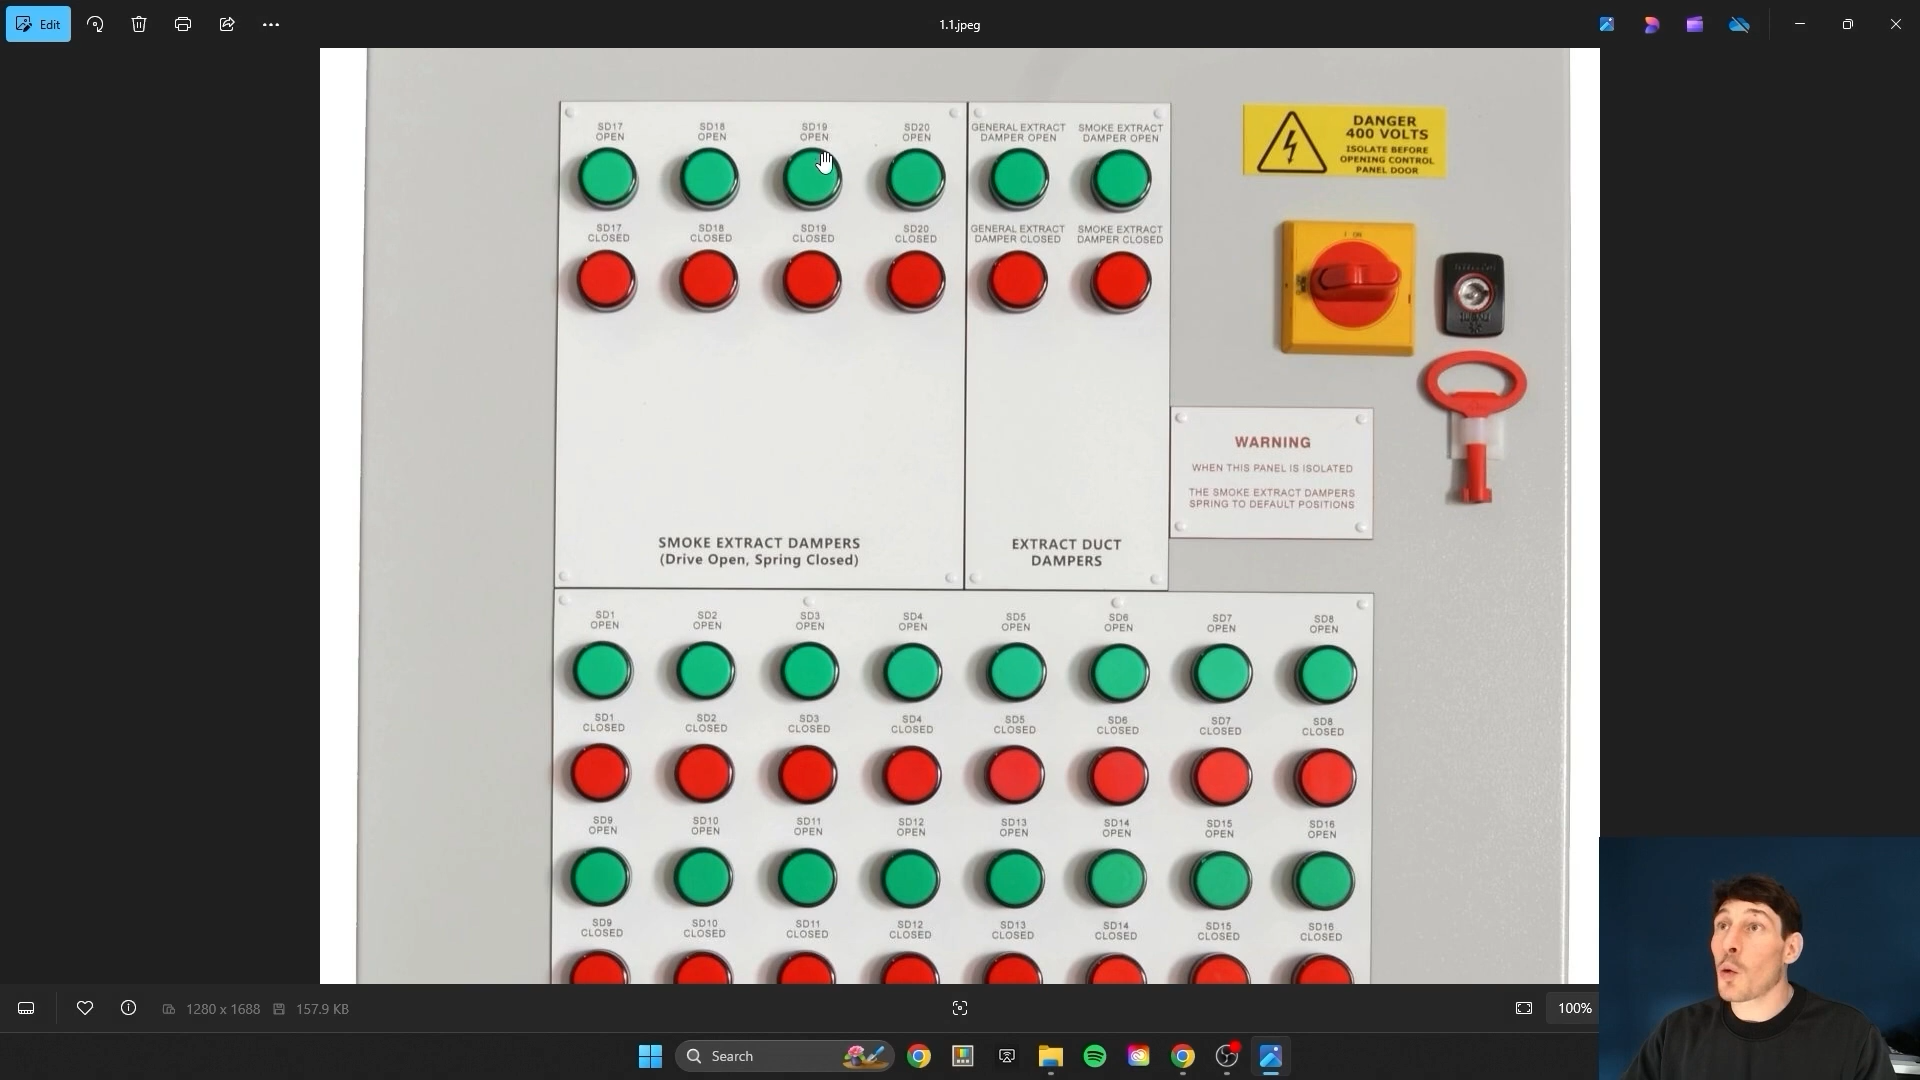 Edit
1.1.jpeg
SD17 OPEN
SD18 OPEN
SD19 OPEN
SD20 OPEN
GENERAL EXTRACT DAMPER OPEN
SMOKE EXTRACT DAMPER OPEN
SD17 CLOSED
SD18 CLOSED
SD19 CLOSED
SD20 CLOSED
GENERAL EXTRACT DAMPER CLOSED
SMOKE EXTRACT DAMPER CLOSED
SMOKE EXTRACT DAMPERS
(Drive Open, Spring Closed)
EXTRACT DUCT
DAMPERS
DANGER
400 VOLTS
ISOLATE BEFORE
OPENING CONTROL
PANEL DOOR
I ON
WARNING
WHEN THIS PANEL IS ISOLATED
THE SMOKE EXTRACT DAMPERS
SPRING TO DEFAULT POSITIONS
SD1 OPEN
SD2 OPEN
SD3 OPEN
SD4 OPEN
SD5 OPEN
SD6 OPEN
SD7 OPEN
SD8 OPEN
SD1 CLOSED
SD2 CLOSED
SD3 CLOSED
SD4 CLOSED
SD5 CLOSED
SD6 CLOSED
SD7 CLOSED
SD8 CLOSED
SD9 OPEN
SD10 OPEN
SD11 OPEN
SD12 OPEN
SD13 OPEN
SD14 OPEN
SD15 OPEN
SD16 OPEN
SD9 CLOSED
SD10 CLOSED
SD11 CLOSED
SD12 CLOSED
SD13 CLOSED
SD14 CLOSED
SD15 CLOSED
SD16 CLOSED
1280 x 1688
157.9 KB
100%
Search